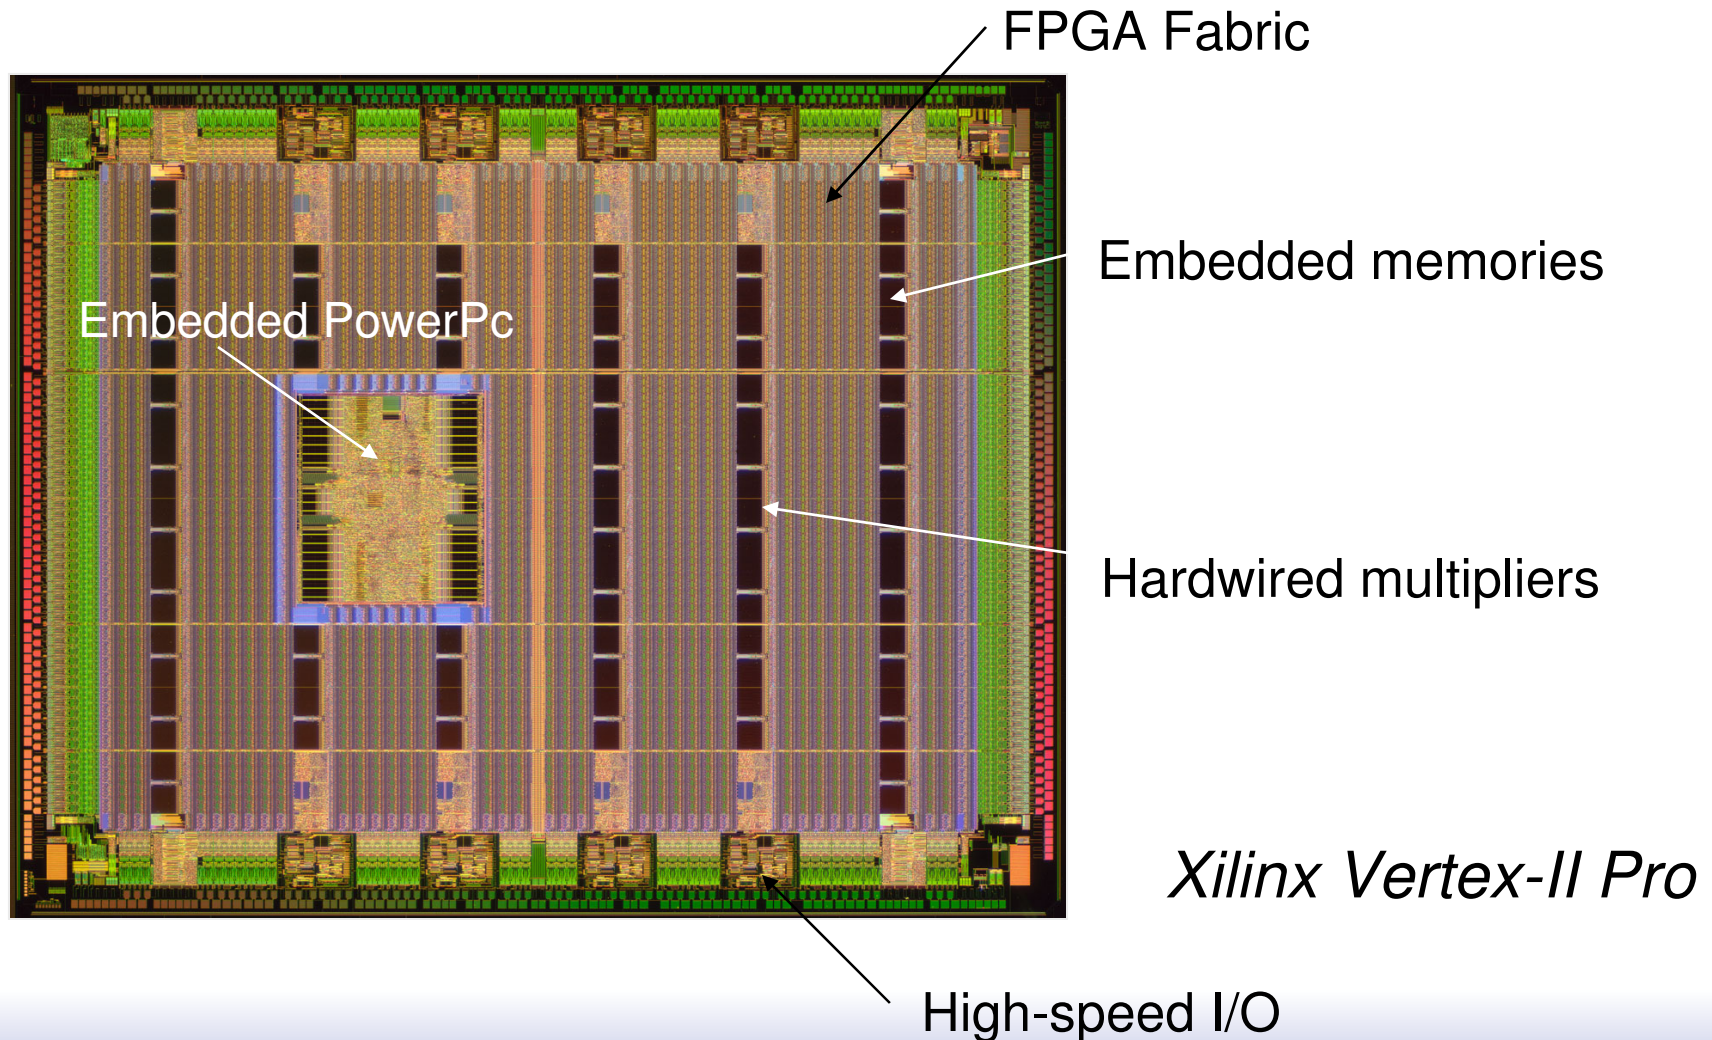 FPGA Fabric
Embedded memories
Embedded PowerPc
Hardwired multipliers
Xilinx Vertex-II Pro
High-speed I/O